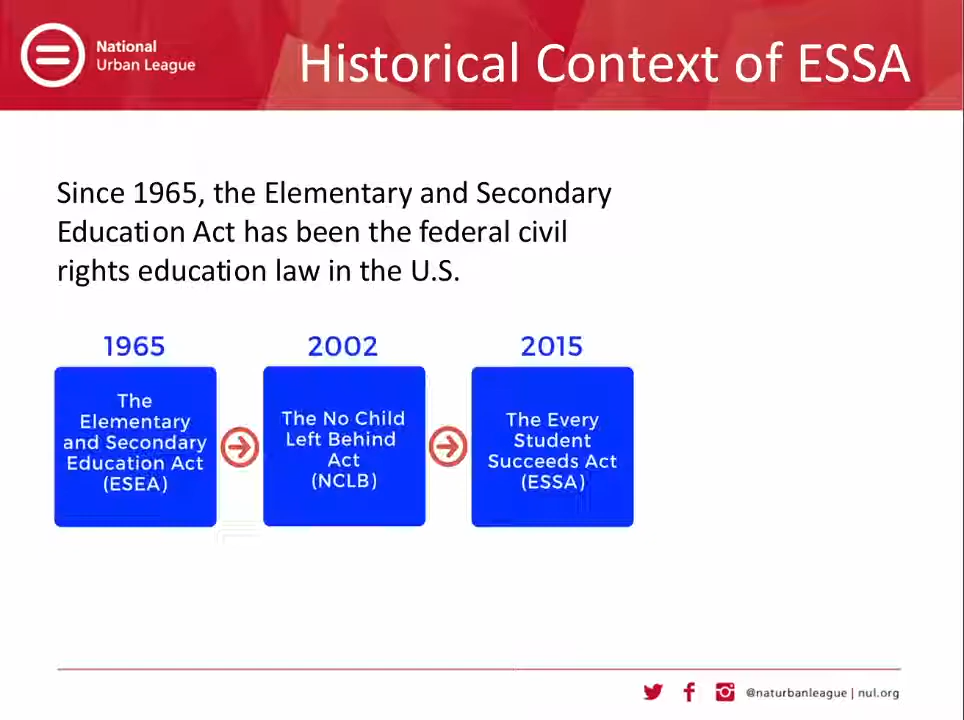 National
Urban League
Historical Context of ESSA
Since 1965, the Elementary and Secondary
Education Act has been the federal civil
rights education law in the U.S.
1965
The
Elementary
and Secondary
Education Act
(ESEA)
2002
The No Child
Left Behind
Act
(NCLB)
2015
The Every
Student
Succeeds Act
(ESSA)
@naturbanleague | nul.org